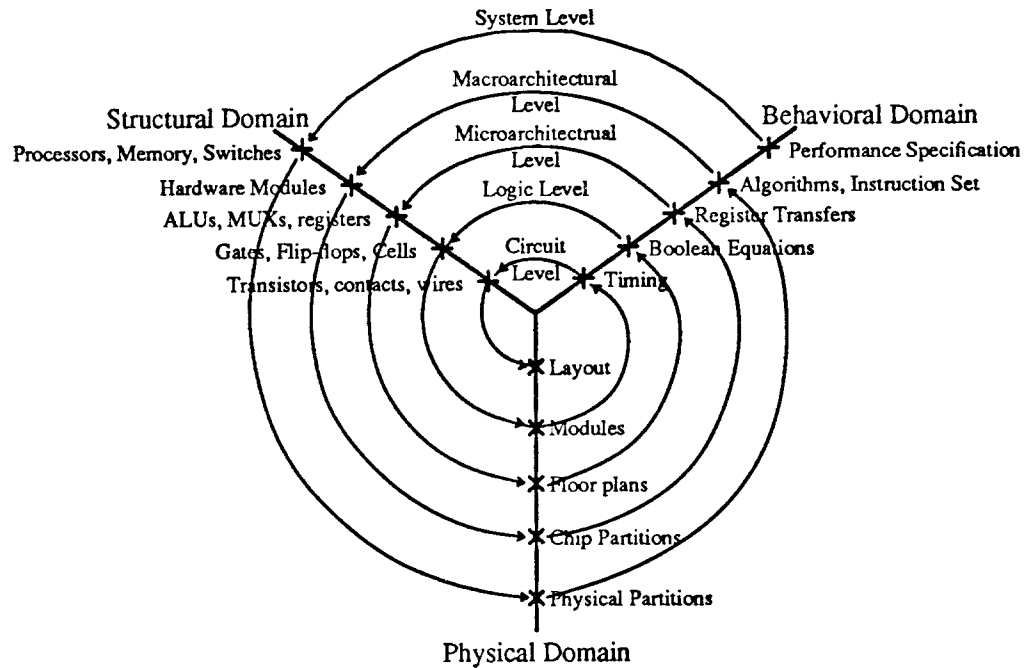 System Level
Macroarchitectural
Level
Structural Domain
Behavioral Domain
Microarchitectrual
Level
Processors, Memory, Switches
Performance Specification
Hardware Modules
Algorithms, Instruction Set
Logic Level
ALUs, MUXs, registers
Register Transfers
Gates, Flip-flops, Cells
Circuit
Level
Boolean Equations
Transistors, contacts, wires
Timing
Layout
Modules
Floor plans
Chip Partitions
Physical Partitions
Physical Domain